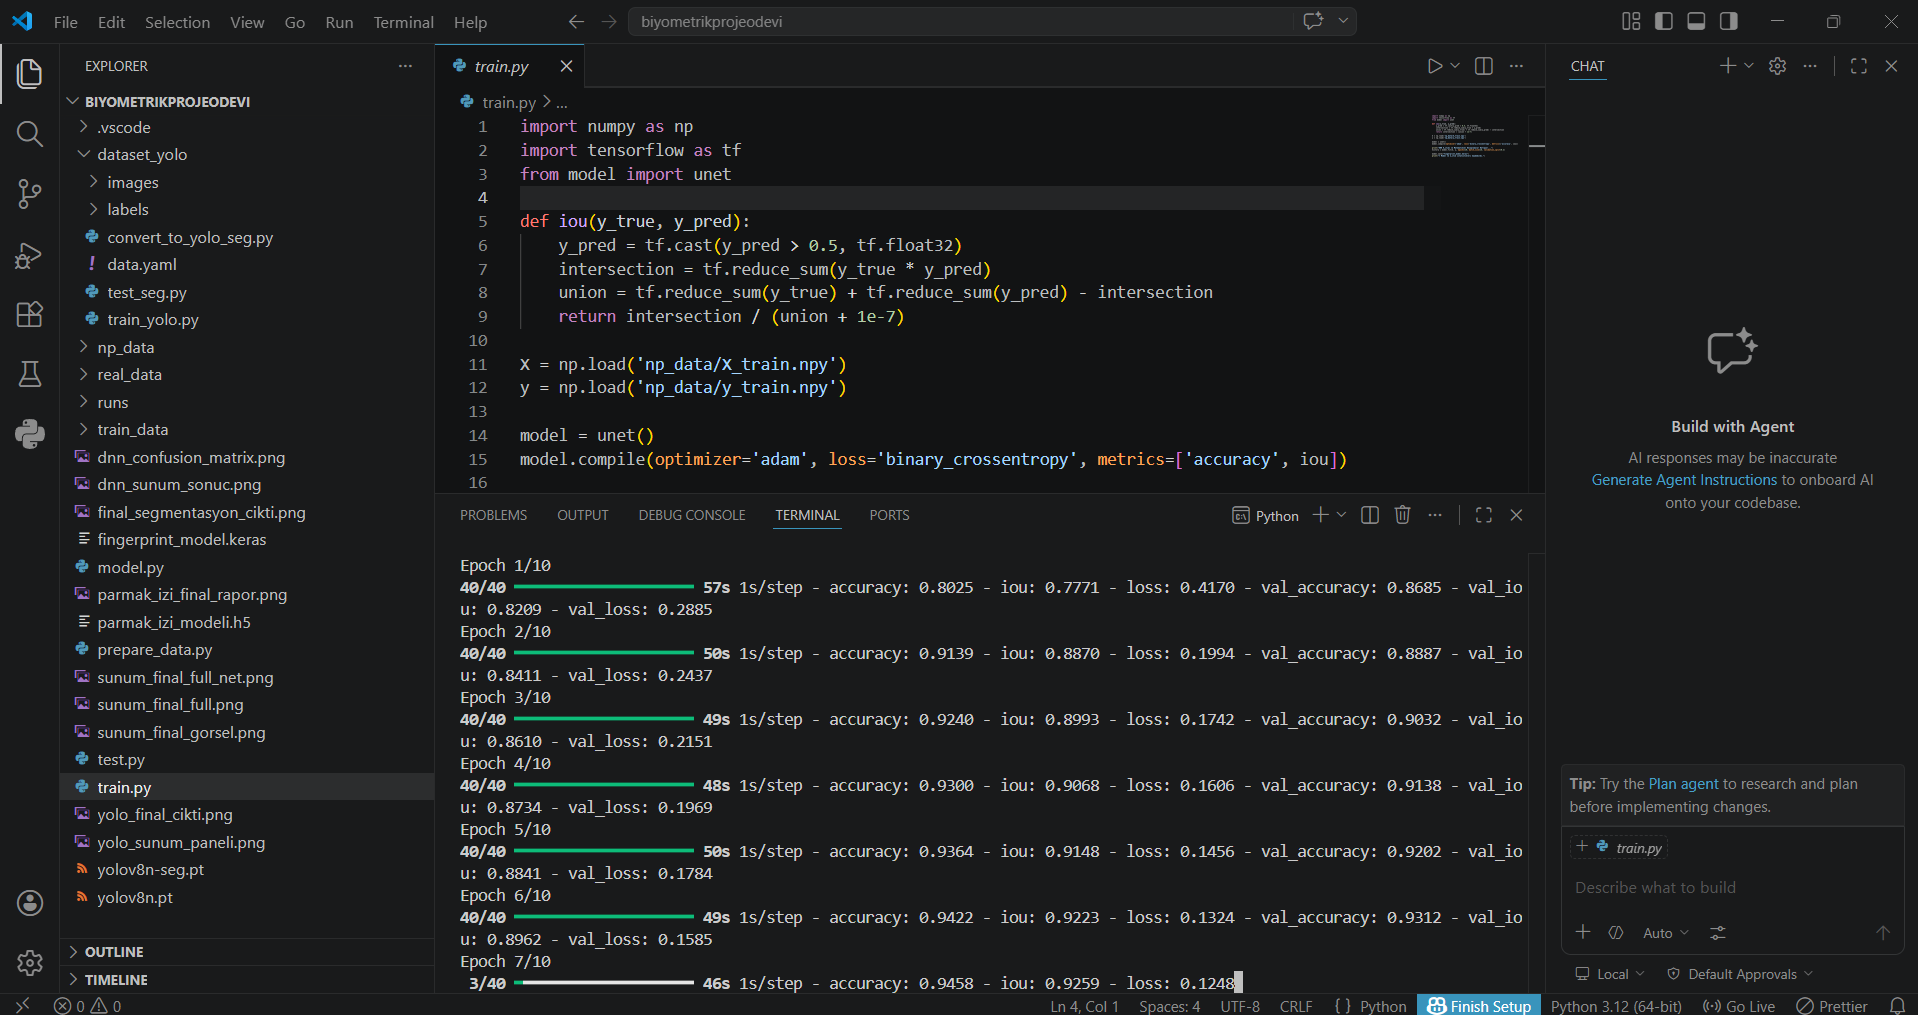 File Edit Selection View Go Run Terminal Help
biyometrikprojeodevi
EXPLORER
BIYOMETRIKPROJEODEVI
.vscode
dataset_yolo
images
labels
convert_to_yolo_seg.py
! data.yaml
test_seg.py
train_yolo.py
np_data
real_data
runs
train_data
dnn_confusion_matrix.png
dnn_sunum_sonuc.png
final_segmentasyon_cikti.png
fingerprint_model.keras
model.py
parmak_izi_final_rapor.png
parmak_izi_modeli.h5
prepare_data.py
sunum_final_full_net.png
sunum_final_full.png
sunum_final_gorsel.png
test.py
train.py
yolo_final_cikti.png
yolo_sunum_paneli.png
yolov8n-seg.pt
yolov8n.pt
OUTLINE
TIMELINE
train.py
train.py > ...
1 import numpy as np
2 import tensorflow as tf
3 from model import unet
4
5 def iou(y_true, y_pred):
6 y_pred = tf.cast(y_pred > 0.5, tf.float32)
7 intersection = tf.reduce_sum(y_true * y_pred)
8 union = tf.reduce_sum(y_true) + tf.reduce_sum(y_pred) - intersection
9 return intersection / (union + 1e-7)
10
11 X = np.load('np_data/X_train.npy')
12 y = np.load('np_data/y_train.npy')
13
14 model = unet()
15 model.compile(optimizer='adam', loss='binary_crossentropy', metrics=['accuracy', iou])
16
PROBLEMS OUTPUT DEBUG CONSOLE TERMINAL PORTS
Python
Epoch 1/10
40/40 57s 1s/step - accuracy: 0.8025 - iou: 0.7771 - loss: 0.4170 - val_accuracy: 0.8685 - val_io
u: 0.8209 - val_loss: 0.2885
Epoch 2/10
40/40 50s 1s/step - accuracy: 0.9139 - iou: 0.8870 - loss: 0.1994 - val_accuracy: 0.8887 - val_io
u: 0.8411 - val_loss: 0.2437
Epoch 3/10
40/40 49s 1s/step - accuracy: 0.9240 - iou: 0.8993 - loss: 0.1742 - val_accuracy: 0.9032 - val_io
u: 0.8610 - val_loss: 0.2151
Epoch 4/10
40/40 48s 1s/step - accuracy: 0.9300 - iou: 0.9068 - loss: 0.1606 - val_accuracy: 0.9138 - val_io
u: 0.8734 - val_loss: 0.1969
Epoch 5/10
40/40 50s 1s/step - accuracy: 0.9364 - iou: 0.9148 - loss: 0.1456 - val_accuracy: 0.9202 - val_io
u: 0.8841 - val_loss: 0.1784
Epoch 6/10
40/40 49s 1s/step - accuracy: 0.9422 - iou: 0.9223 - loss: 0.1324 - val_accuracy: 0.9312 - val_io
u: 0.8962 - val_loss: 0.1585
Epoch 7/10
3/40 46s 1s/step - accuracy: 0.9458 - iou: 0.9259 - loss: 0.1248
CHAT
Build with Agent
AI responses may be inaccurate
Generate Agent Instructions to onboard AI
onto your codebase.
Tip: Try the Plan agent to research and plan
before implementing changes.
train.py
Describe what to build
Auto
Local Default Approvals
0 0 Ln 4, Col 1 Spaces: 4 UTF-8 CRLF { } Python Finish Setup Python 3.12 (64-bit) Go Live Prettier